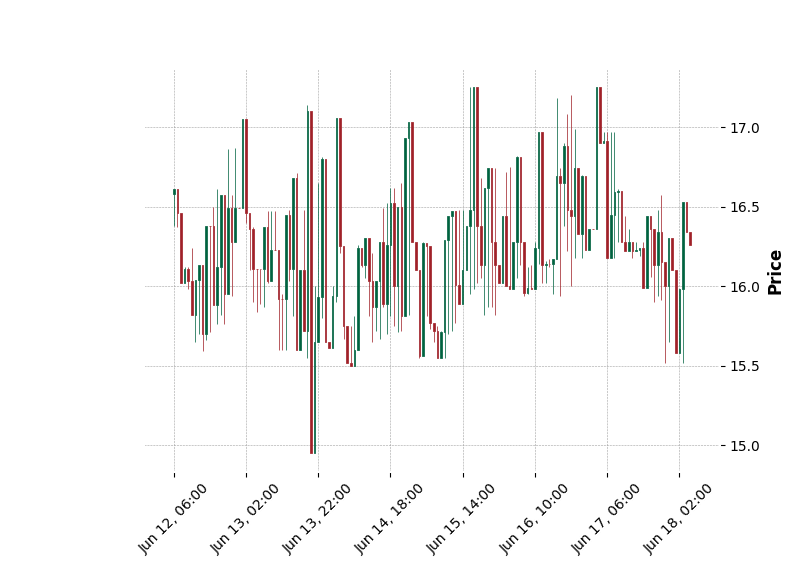 17.0
16.5
16.0
15.5
15.0
Price
Jun 12, 06:00
Jun 13, 02:00
Jun 13, 22:00
Jun 14, 18:00
Jun 15, 14:00
Jun 16, 10:00
Jun 17, 06:00
Jun 18, 02:00